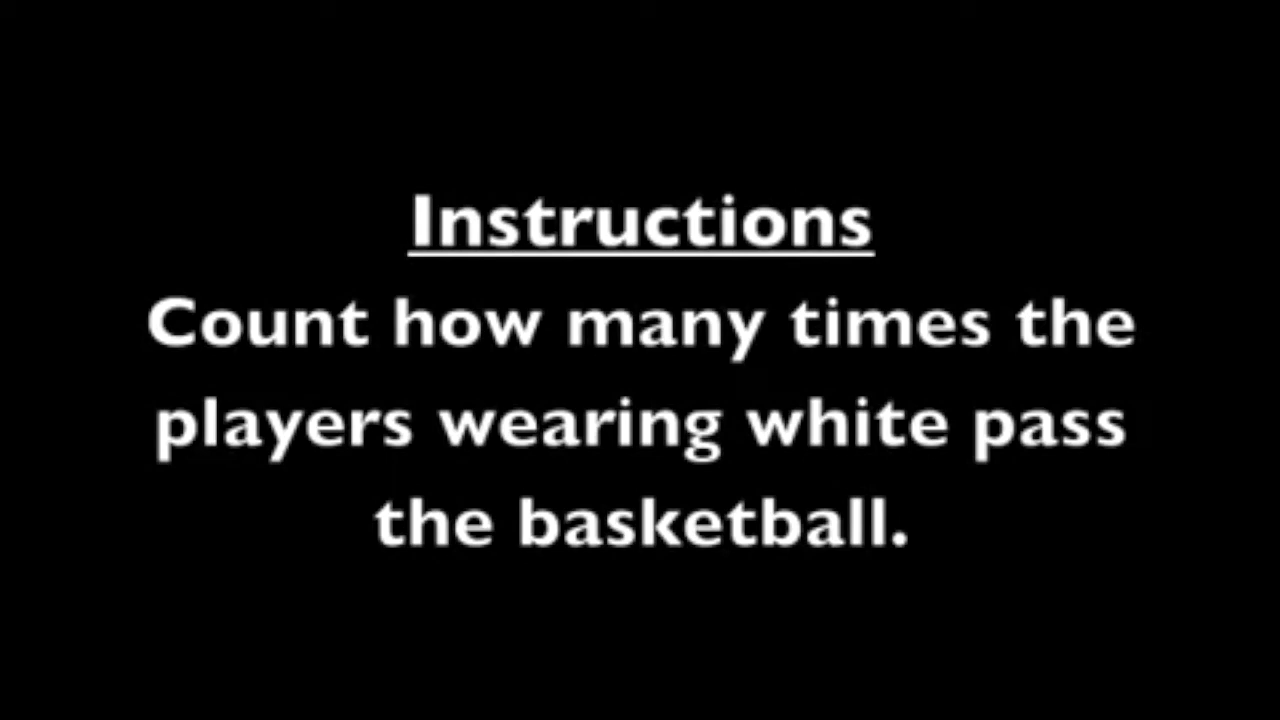 Instructions
Count how many times the
players wearing white pass
the basketball.